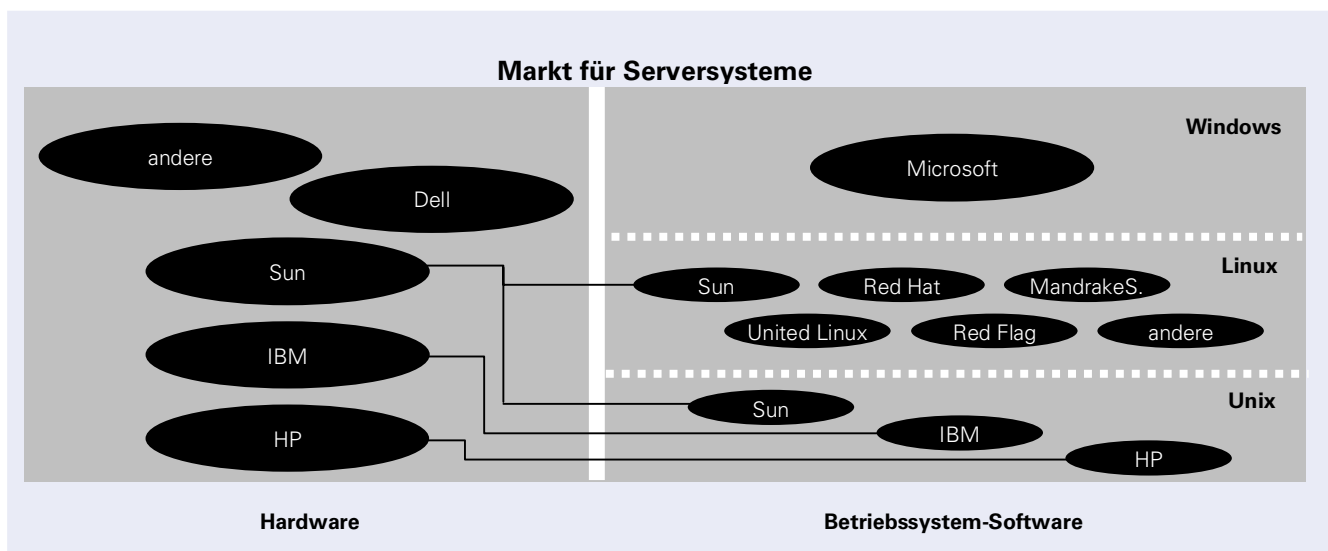 Markt für Serversysteme
andere
Dell
Sun
IBM
HP
Hardware
Windows
Microsoft
Linux
Sun Red Hat MandrakeS.
United Linux Red Flag andere
Unix
Sun
IBM
HP
Betriebssystem-Software